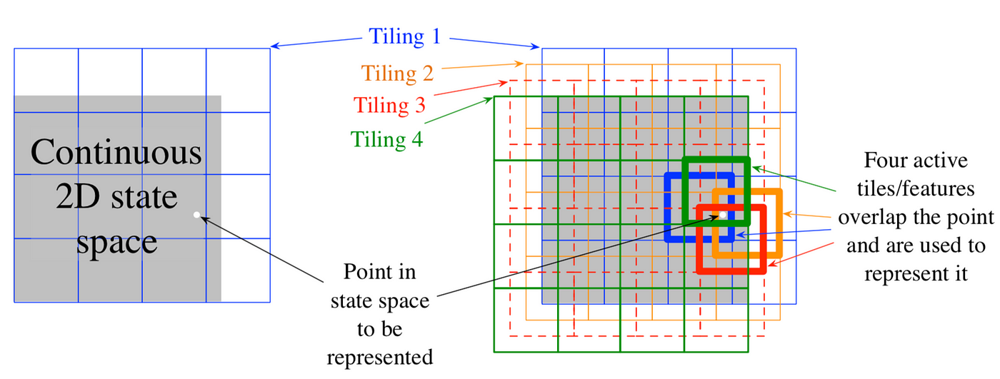 Tiling 1
Tiling 2
Tiling 3
Tiling 4
Continuous
2D state
space
Point in
state space
to be
represented
Four active
tiles/features
overlap the point
and are used to
represent it